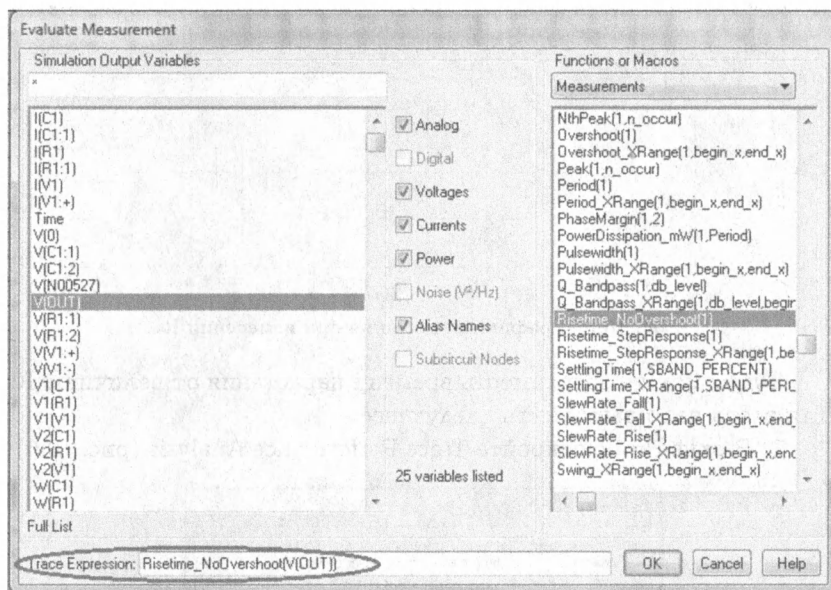 Evaluate Measurement
Simulation Output Variables
*
I(C1)
I(C1:1)
I(R1)
I(R1:1)
I(V1)
I(V1:+)
Time
V(0)
V(C1:1)
V(C1:2)
V(N00527)
V(OUT)
V(R1:1)
V(R1:2)
V(V1:+)
V(V1:-)
V1(C1)
V1(R1)
V1(V1)
V2(C1)
V2(R1)
V2(V1)
W(C1)
W(R1)
Analog
Digital
Voltages
Currents
Power
Noise (V²/Hz)
Alias Names
Subcircuit Nodes
25 variables listed
Functions or Macros
Measurements
NthPeak(1,n_occur)
Overshoot(1)
Overshoot_XRange(1,begin_x,end_x)
Peak(1,n_occur)
Period(1)
Period_XRange(1,begin_x,end_x)
PhaseMargin(1,2)
PowerDissipation_mW(1,Period)
Pulsewidth(1)
Pulsewidth_XRange(1,begin_x,end_x)
Q_Bandpass(1,db_level)
Q_Bandpass_XRange(1,db_level,begir
Risetime_NoOvershoot(1)
Risetime_StepResponse(1)
Risetime_StepResponse_XRange(1,be
SettlingTime(1,SBAND_PERCENT)
SettlingTime_XRange(1,SBAND_PERC
SlewRate_Fall(1)
SlewRate_Fall_XRange(1,begin_x,end_
SlewRate_Rise(1)
SlewRate_Rise_XRange(1,begin_x,enc
Swing_XRange(1,begin_x,end_x)
Full List
Trace Expression: Risetime_NoOvershoot(V(OUT))
OK
Cancel
Help